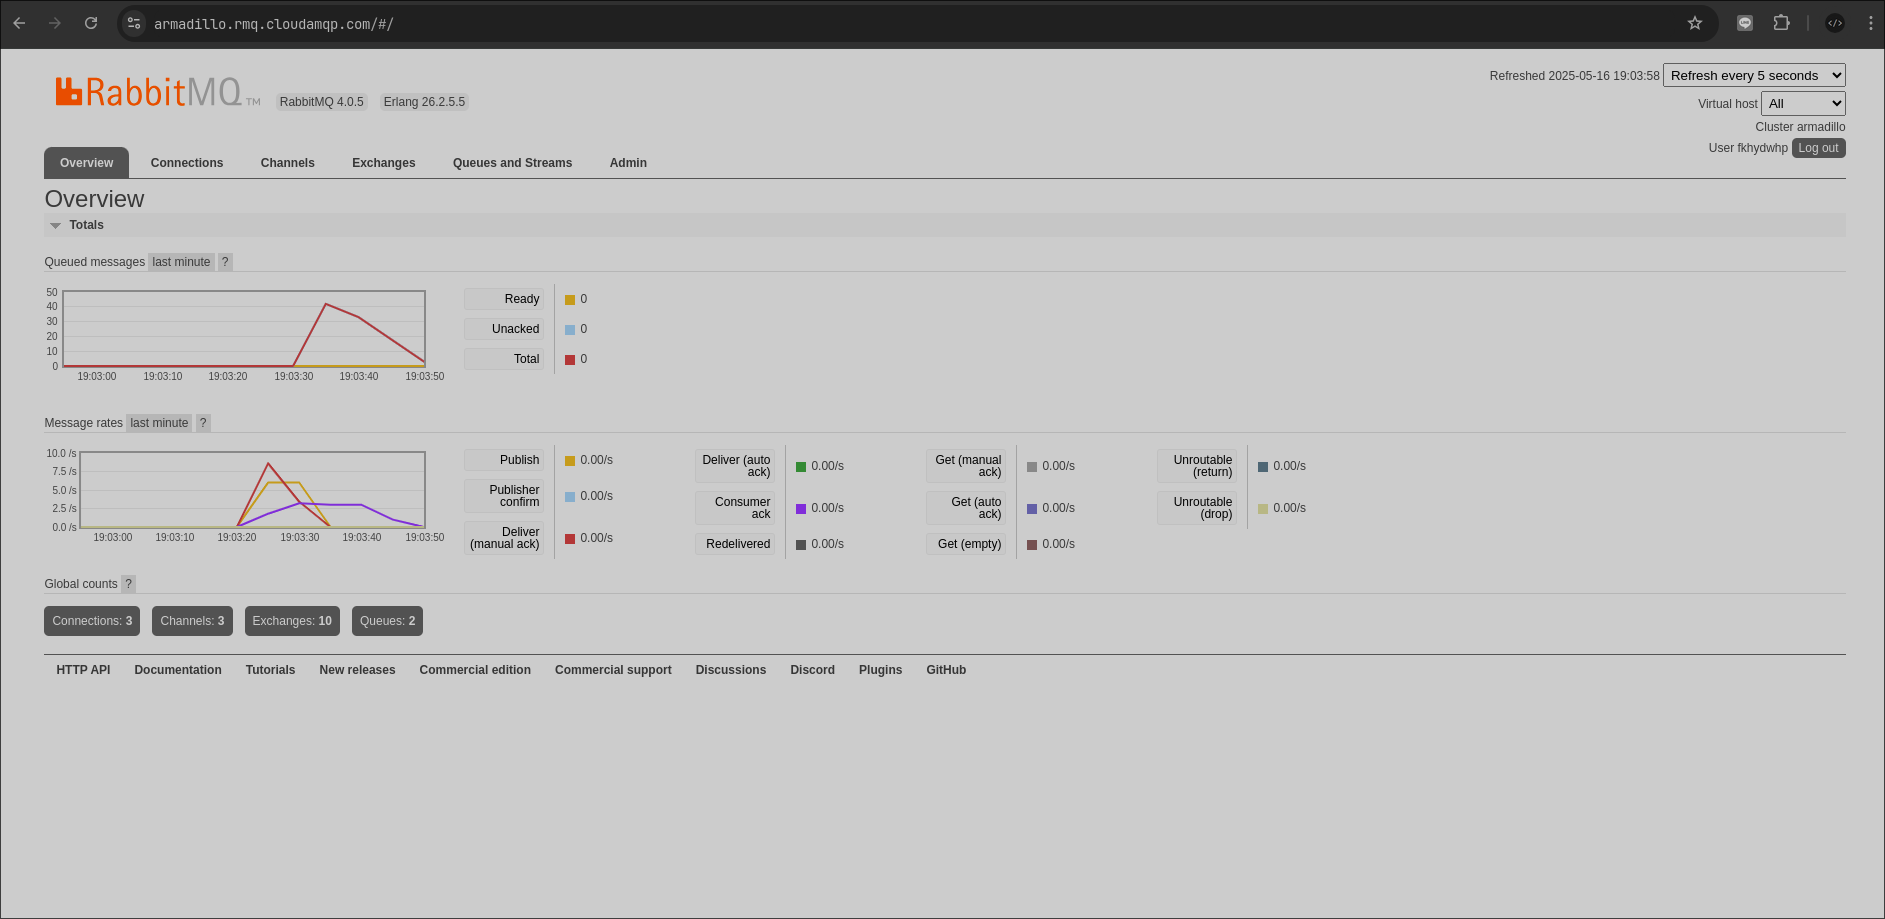 armadillo.rmq.cloudamqp.com/#/
RabbitMQ TM RabbitMQ 4.0.5 Erlang 26.2.5.5
Refreshed 2025-05-16 19:03:58 Refresh every 5 seconds
Virtual host All
Cluster armadillo
User fkhydwhp Log out
Overview Connections Channels Exchanges Queues and Streams Admin
Overview
Totals
Queued messages last minute ?
50
40
30
20
10
0
19:03:00 19:03:10 19:03:20 19:03:30 19:03:40 19:03:50
Ready 0
Unacked 0
Total 0
Message rates last minute ?
10.0 /s
7.5 /s
5.0 /s
2.5 /s
0.0 /s
19:03:00 19:03:10 19:03:20 19:03:30 19:03:40 19:03:50
Publish 0.00/s
Publisher
confirm 0.00/s
Deliver
(manual ack) 0.00/s
Deliver (auto
ack) 0.00/s
Consumer
ack 0.00/s
Redelivered 0.00/s
Get (manual
ack) 0.00/s
Get (auto
ack) 0.00/s
Get (empty) 0.00/s
Unroutable
(return) 0.00/s
Unroutable
(drop) 0.00/s
Global counts ?
Connections: 3 Channels: 3 Exchanges: 10 Queues: 2
HTTP API Documentation Tutorials New releases Commercial edition Commercial support Discussions Discord Plugins GitHub